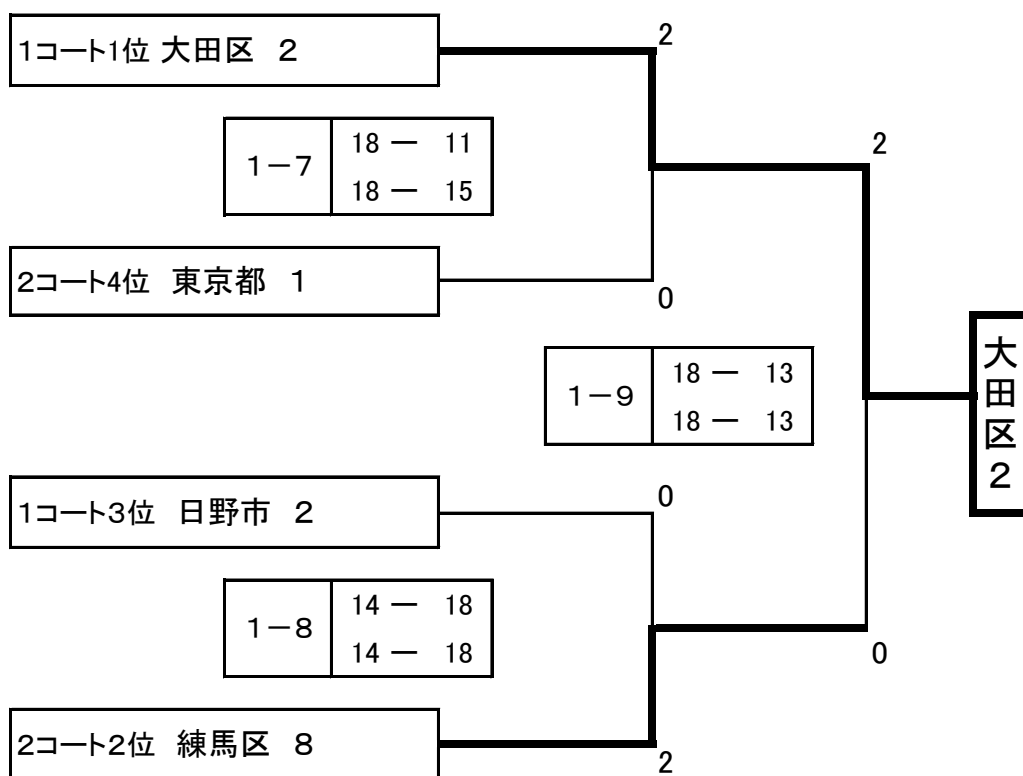 1コート1位 大田区 2
2
1－7
18 － 11
18 － 15
2
2コート4位 東京都 1
0
1－9
18 － 13
18 － 13
大田区2
1コート3位 日野市 2
0
1－8
14 － 18
14 － 18
0
2コート2位 練馬区 8
2